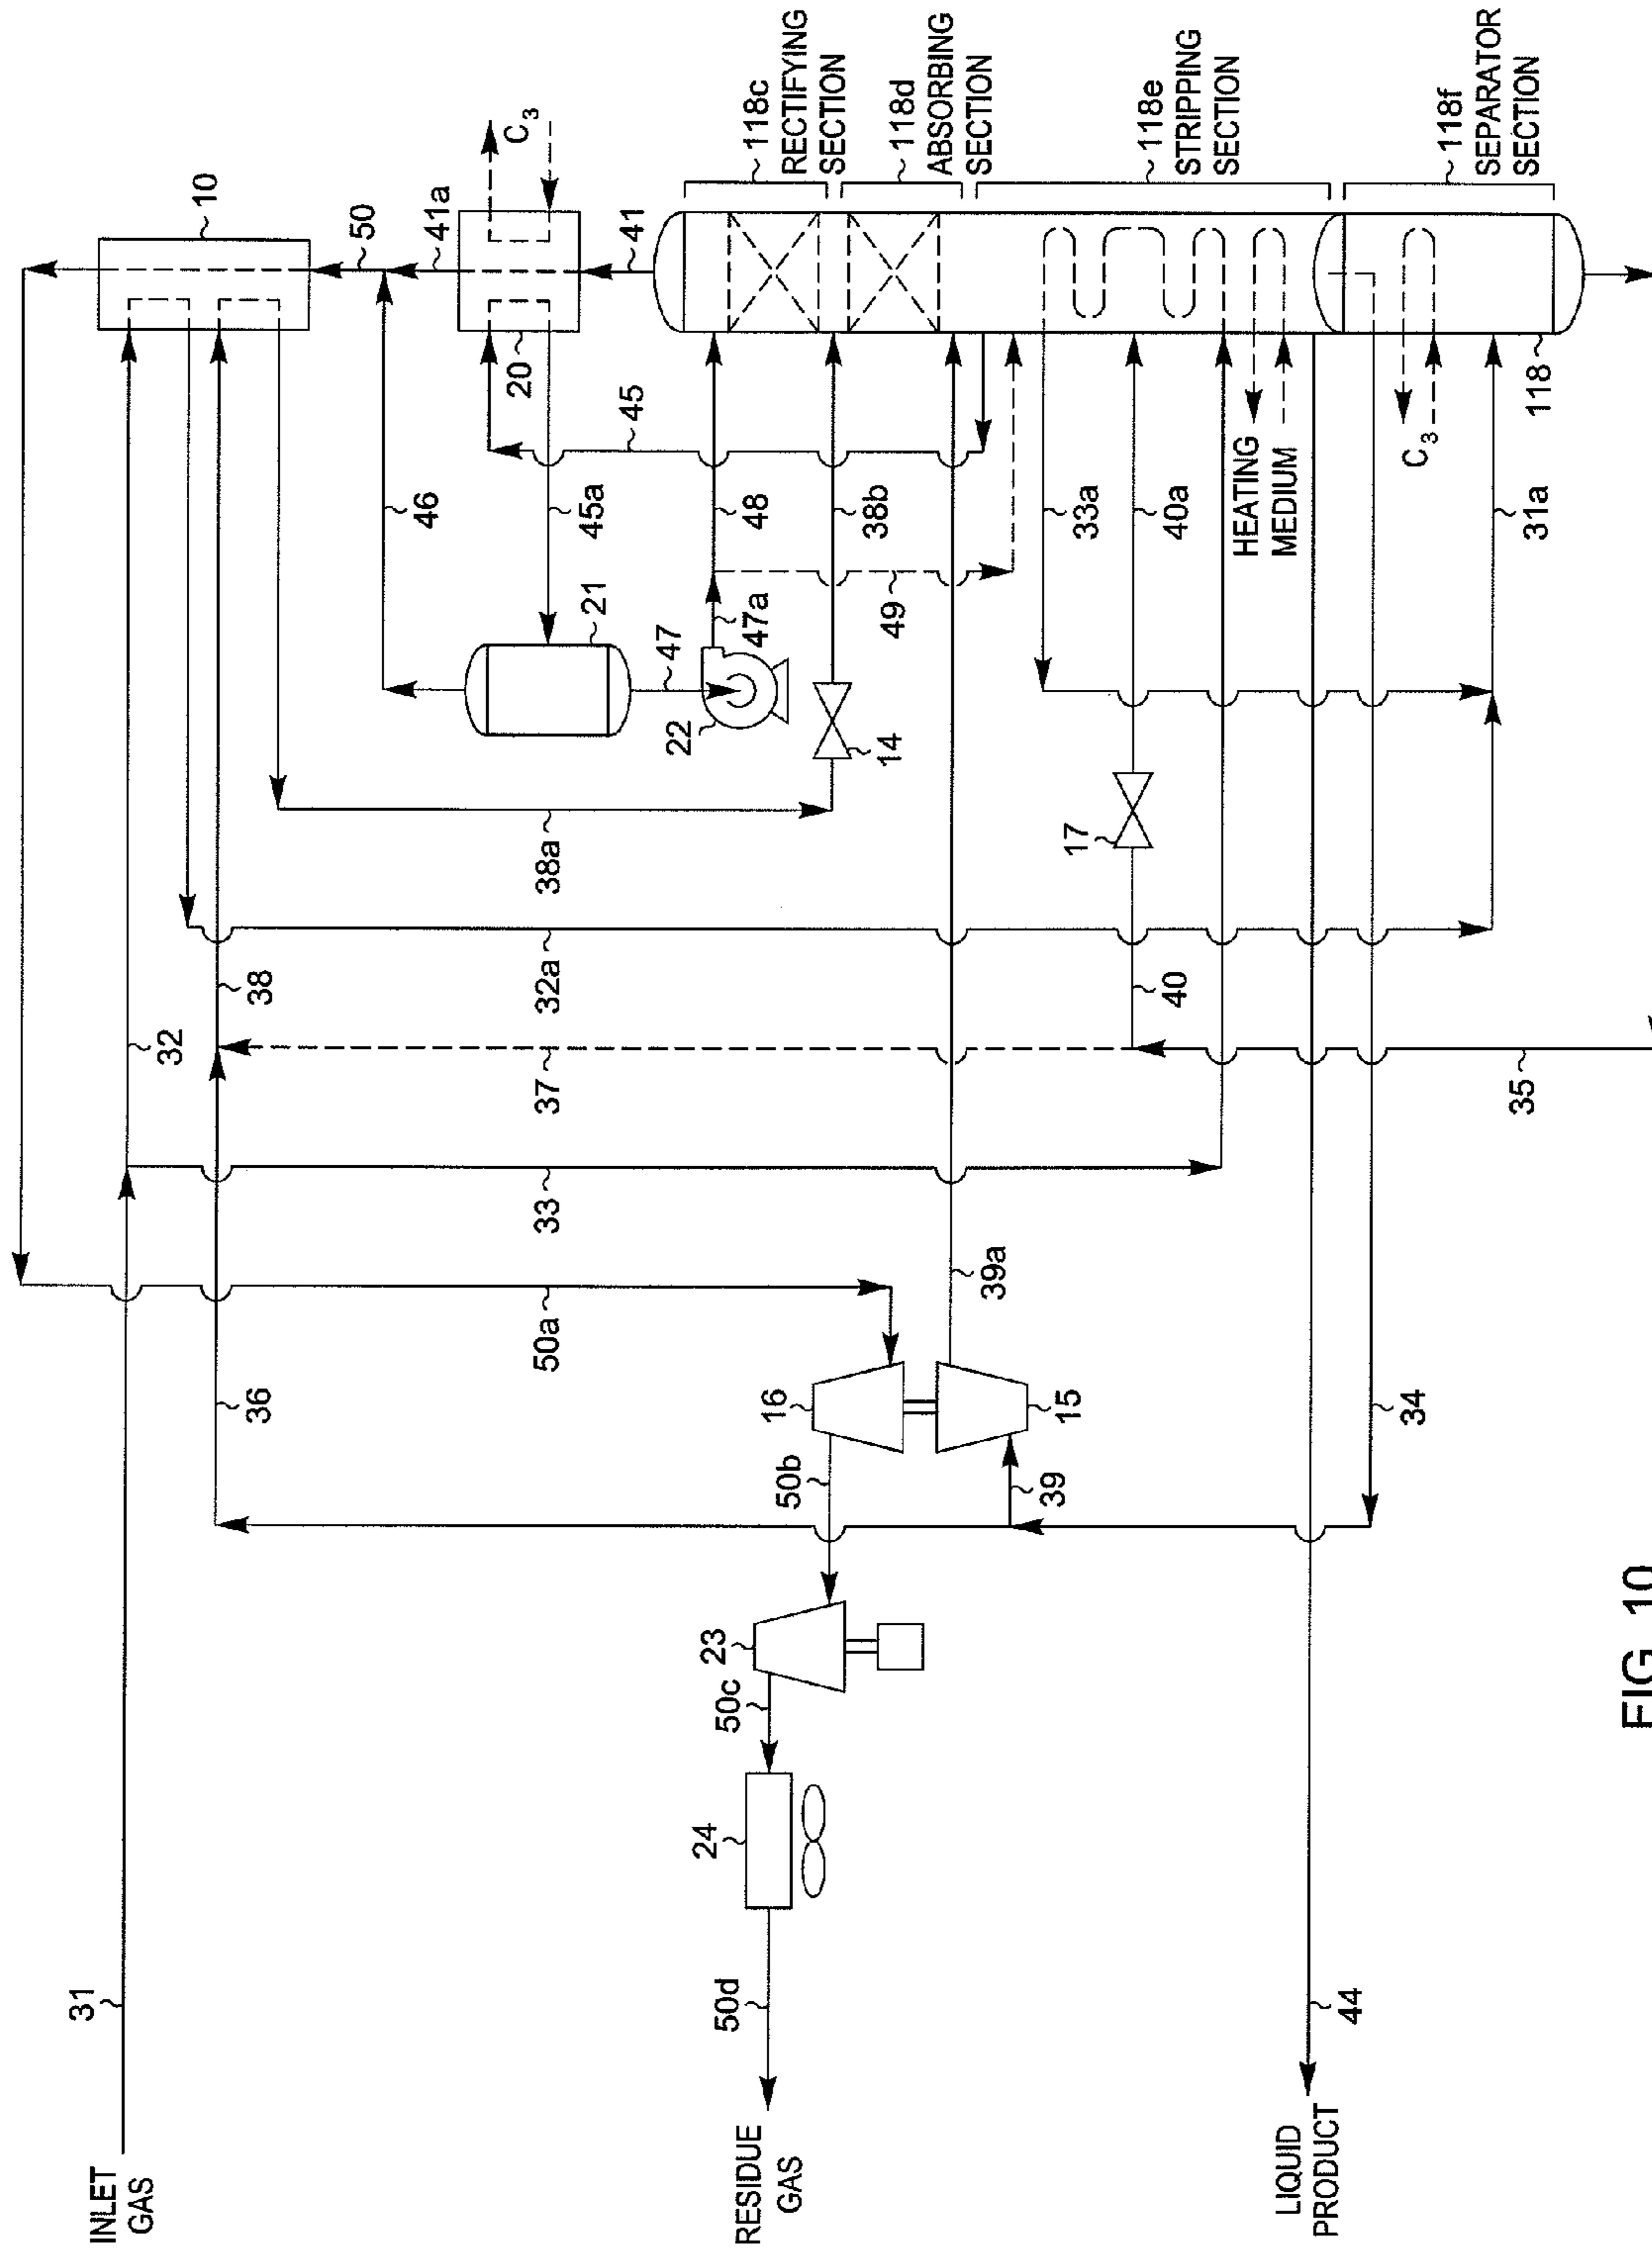 10
50
41a
C3
41
20
45
46
45a
21
47
22
47a
48
38b
49
14
38a
118c
RECTIFYING
SECTION
118d
ABSORBING
SECTION
118e
STRIPPING
SECTION
118f
SEPARATOR
SECTION
33a
40a
HEATING
MEDIUM
C3
118
31a
17
40
32
38
32a
37
35
33
36
50a
39a
16
15
50b
39
34
23
50c
24
50d
31
INLET
GAS
RESIDUE
GAS
44
LIQUID
PRODUCT
FIG. 10